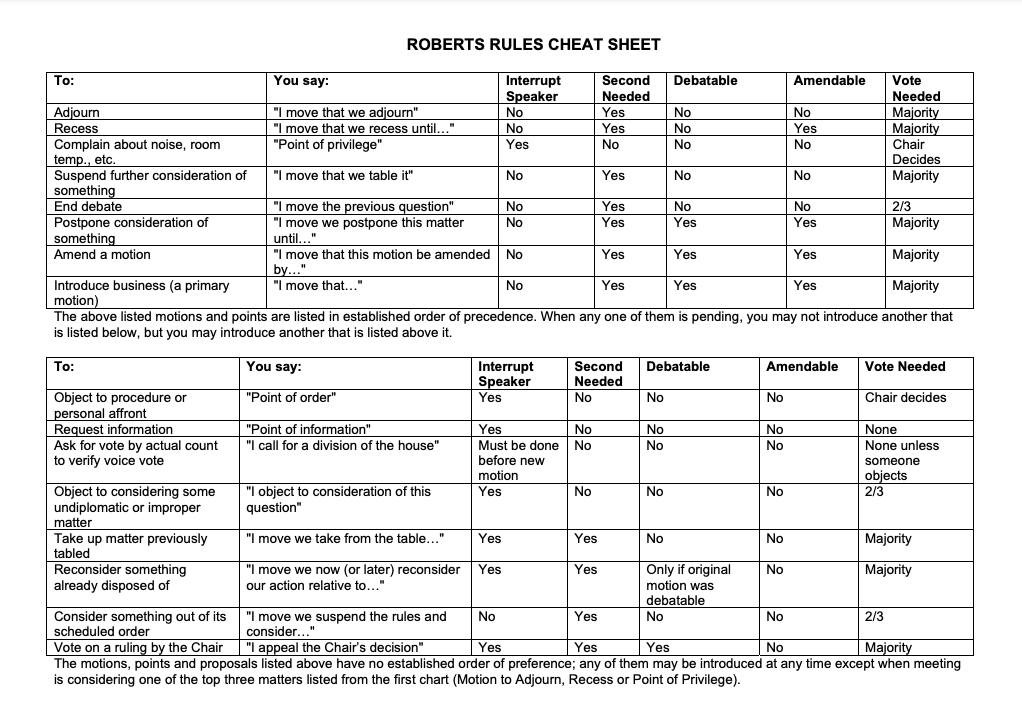 ROBERTS RULES CHEAT SHEET
To: You say: Interrupt Speaker Second Needed Debatable Amendable Vote Needed
Adjourn "I move that we adjourn" No Yes No No Majority
Recess "I move that we recess until…" No Yes No Yes Majority
Complain about noise, room temp., etc. "Point of privilege" Yes No No No Chair Decides
Suspend further consideration of something "I move that we table it" No Yes No No Majority
End debate "I move the previous question" No Yes No No 2/3
Postpone consideration of something "I move we postpone this matter until…" No Yes Yes Yes Majority
Amend a motion "I move that this motion be amended by…" No Yes Yes Yes Majority
Introduce business (a primary motion) "I move that…" No Yes Yes Yes Majority
The above listed motions and points are listed in established order of precedence. When any one of them is pending, you may not introduce another that
is listed below, but you may introduce another that is listed above it.
To: You say: Interrupt Speaker Second Needed Debatable Amendable Vote Needed
Object to procedure or personal affront "Point of order" Yes No No No Chair decides
Request information "Point of information" Yes No No No None
Ask for vote by actual count to verify voice vote "I call for a division of the house" Must be done before new motion No No No None unless someone objects
Object to considering some undiplomatic or improper matter "I object to consideration of this question" Yes No No No 2/3
Take up matter previously tabled "I move we take from the table…" Yes Yes No No Majority
Reconsider something already disposed of "I move we now (or later) reconsider our action relative to…" Yes Yes Only if original motion was debatable No Majority
Consider something out of its scheduled order "I move we suspend the rules and consider…" No Yes No No 2/3
Vote on a ruling by the Chair "I appeal the Chair's decision" Yes Yes Yes No Majority
The motions, points and proposals listed above have no established order of preference; any of them may be introduced at any time except when meeting
is considering one of the top three matters listed from the first chart (Motion to Adjourn, Recess or Point of Privilege).